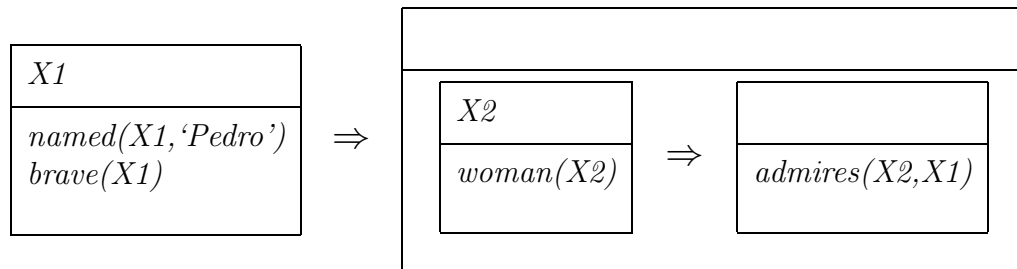 X1
named(X1,‘Pedro’)
brave(X1)
⇒
X2
woman(X2)
⇒
admires(X2,X1)